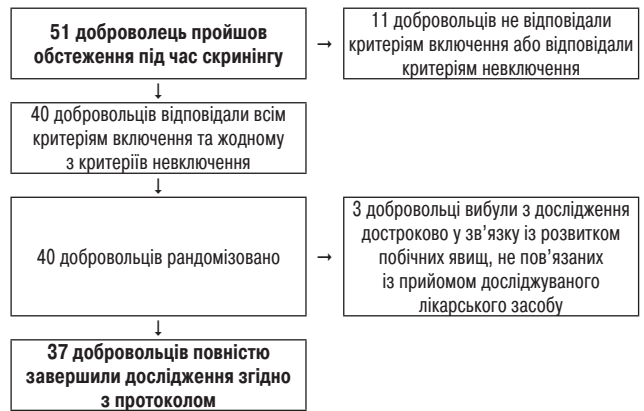 51 доброволець пройшов
обстеження під час скринінгу
→
11 добровольців не відповідали
критеріям включення або відповідали
критеріям невключення
↓
40 добровольців відповідали всім
критеріям включення та жодному
з критеріїв невключення
↓
40 добровольців рандомізовано
→
3 добровольці вибули з дослідження
достроково у зв’язку із розвитком
побічних явищ, не пов’язаних
із прийомом досліджуваного
лікарського засобу
↓
37 добровольців повністю
завершили дослідження згідно
з протоколом